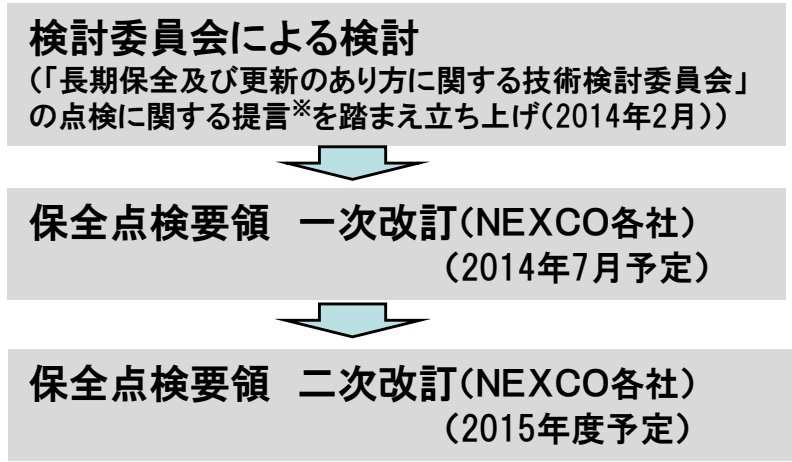 検討委員会による検討
（「長期保全及び更新のあり方に関する技術検討委員会」
の点検に関する提言※を踏まえ立ち上げ（2014年2月））
保全点検要領　一次改訂（NEXCO各社）
（2014年7月予定）
保全点検要領　二次改訂（NEXCO各社）
（2015年度予定）